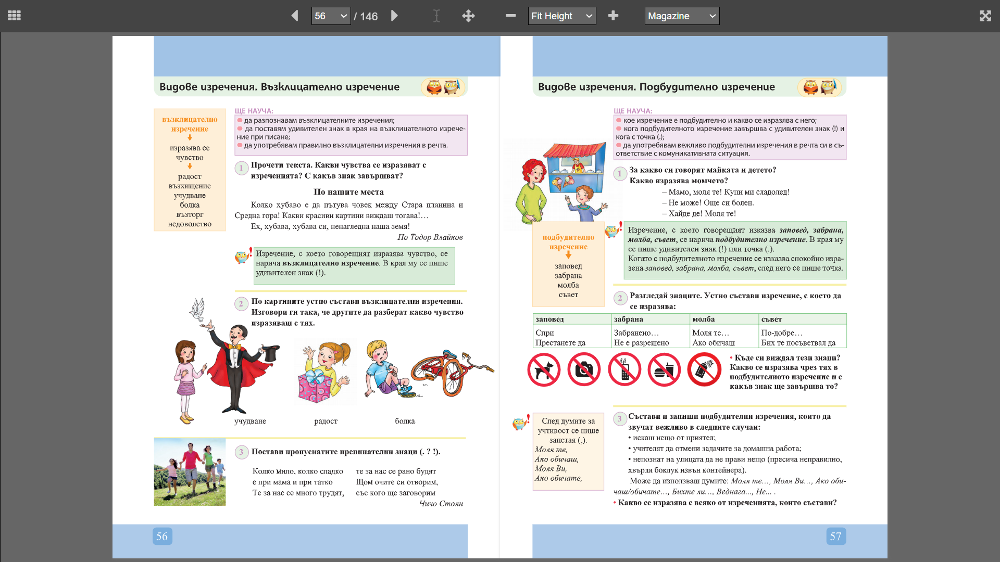 56
/ 146
Fit Height
Magazine
Видове изречения. Възклицателно изречение
възклицателно
изречение
изразява се
чувство
радост
възхищение
учудване
болка
възторг
недоволство
ЩЕ НАУЧА:
да разпознавам възклицателните изречения;
да поставям удивителен знак в края на възклицателното изрече-
ние при писане;
да употребявам правилно възклицателни изречения в речта.
1
Прочети текста. Какви чувства се изразяват с
изреченията? С какъв знак завършват?
По нашите места
Колко хубаво е да пътува човек между Стара планина и
Средна гора! Какви красиви картини виждаш тогава!…
Ех, хубава, хубава си, ненагледна наша земя!
По Тодор Влайков
Изречение, с което говорещият изразява чувство, се
нарича възклицателно изречение. В края му се пише
удивителен знак (!).
2
По картините устно състави възклицателни изречения.
Изговори ги така, че другите да разберат какво чувство
изразяваш с тях.
учудване
радост
болка
3
Постави пропуснатите препинателни знаци (. ? !).
Колко мило, колко сладко
е при мама и при татко
Те за нас се много трудят,
те за нас се рано будят
Щом очите си отворим,
със кого ще заговорим
Чичо Стоян
56
Видове изречения. Подбудително изречение
ЩЕ НАУЧА:
кое изречение е подбудително и какво се изразява с него;
кога подбудителното изречение завършва с удивителен знак (!) и
кога с точка (.);
да употребявам вежливо подбудителни изречения в речта си в съ-
ответствие с комуникативната ситуация.
1
За какво си говорят майката и детето?
Какво изразява момчето?
– Мамо, моля те! Купи ми сладолед!
– Не може! Още си болен.
– Хайде де! Моля те!
подбудително
изречение
заповед
забрана
молба
съвет
Изречение, с което говорещият изказва заповед, забрана,
молба, съвет, се нарича подбудително изречение. В края му
се пише удивителен знак (!) или точка (.).
Когато с подбудителното изречение се изказва спокойно изра-
зена заповед, забрана, молба, съвет, след него се пише точка.
2
Разгледай знаците. Устно състави изречение, с което да
се изразява:
заповед забрана молба съвет
Спри Забранено… Моля те… По-добре…
Престанете да Не е разрешено Ако обичаш Бих те посъветвал да
• Къде си виждал тези знаци?
Какво се изразява чрез тях в
подбудителното изречение и с
какъв знак ще завършва то?
След думите за
учтивост се пише
запетая (,).
Моля те,
Ако обичаш,
Моля Ви,
Ако обичате,
3
Състави и запиши подбудителни изречения, които да
звучат вежливо в следните случаи:
• искаш нещо от приятел;
• учителят да отмени задачите за домашна работа;
• непознат на улицата да не прави нещо (пресича неправилно,
хвърля боклук извън контейнера).
Може да използваш думите: Моля те…, Моля Ви…, Ако оби-
чаш/обичате…, Бихте ли…, Веднага..., Не... .
• Какво се изразява с всяко от изреченията, които състави?
57